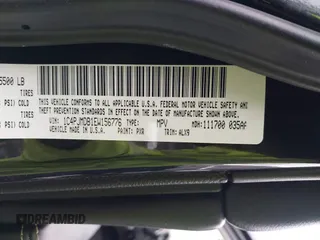 5500 LB
TIRES
PSI) COLD
TIRES
PSI) COLD
THIS VEHICLE CONFORMS TO ALL APPLICABLE U.S.A. FEDERAL MOTOR VEHICLE SAFETY AND
THEFT PREVENTION STANDARDS IN EFFECT ON THE DATE OF MANUFACTURE SHOWN ABOVE.
VEHICLE MADE IN U.S.A.
VIN: 1C4PJMDB1EW156776 TYPE: MPV MDH: 111700 035AF
PAINT: PXR TRIM: ALX9
DREAMBID